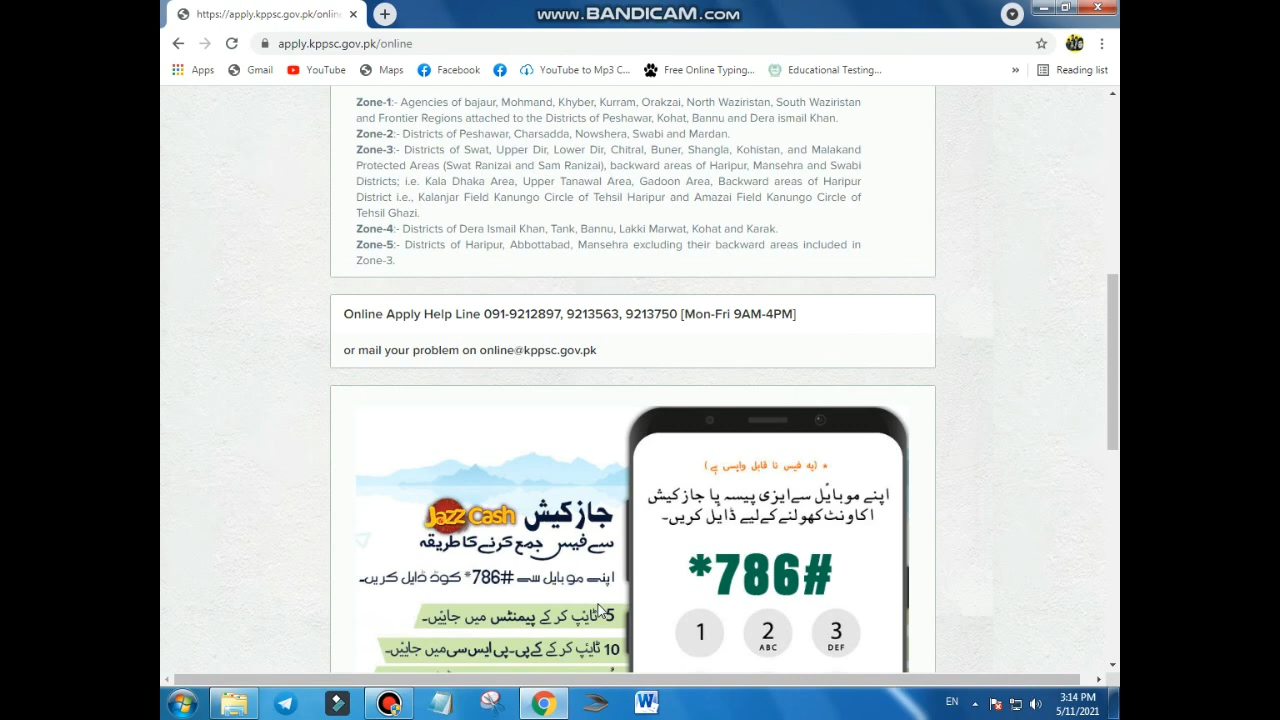 www.BANDICAM.com
https://apply.kppsc.gov.pk/online
apply.kppsc.gov.pk/online
Apps
Gmail
YouTube
Maps
Facebook
YouTube to Mp3 C...
Free Online Typing...
Educational Testing...
»
Reading list
Zone-1:- Agencies of bajaur, Mohmand, Khyber, Kurram, Orakzai, North Waziristan, South Waziristan
and Frontier Regions attached to the Districts of Peshawar, Kohat, Bannu and Dera ismail Khan.
Zone-2:- Districts of Peshawar, Charsadda, Nowshera, Swabi and Mardan.
Zone-3:- Districts of Swat, Upper Dir, Lower Dir, Chitral, Buner, Shangla, Kohistan, and Malakand
Protected Areas (Swat Ranizai and Sam Ranizai), backward areas of Haripur, Mansehra and Swabi
Districts; i.e. Kala Dhaka Area, Upper Tanawal Area, Gadoon Area, Backward areas of Haripur
District i.e., Kalanjar Field Kanungo Circle of Tehsil Haripur and Amazai Field Kanungo Circle of
Tehsil Ghazi.
Zone-4:- Districts of Dera Ismail Khan, Tank, Bannu, Lakki Marwat, Kohat and Karak.
Zone-5:- Districts of Haripur, Abbottabad, Mansehra excluding their backward areas included in
Zone-3.
Online Apply Help Line 091-9212897, 9213563, 9213750 [Mon-Fri 9AM-4PM]
or mail your problem on online@kppsc.gov.pk
جاز کیش
Jazz Cash
سے فیس جمع کرنے کا طریقہ
اپنے موبایل سے #786* کوڈ ڈایل کریں۔
5 ٹائپ کر کے پیمنٹس میں جائیں۔
10 ٹائپ کر کے کے۔پی۔پی ایس سی میں جائیں۔
* (یہ فیس نا قابل واپسی ہے)
اپنے موبائل سے ایزی پیسہ یا جاز کیش
اکاونٹ کھولنے کے لیے ڈایل کریں۔
*786#
1
2
ABC
3
DEF
EN
3:14 PM
5/11/2021